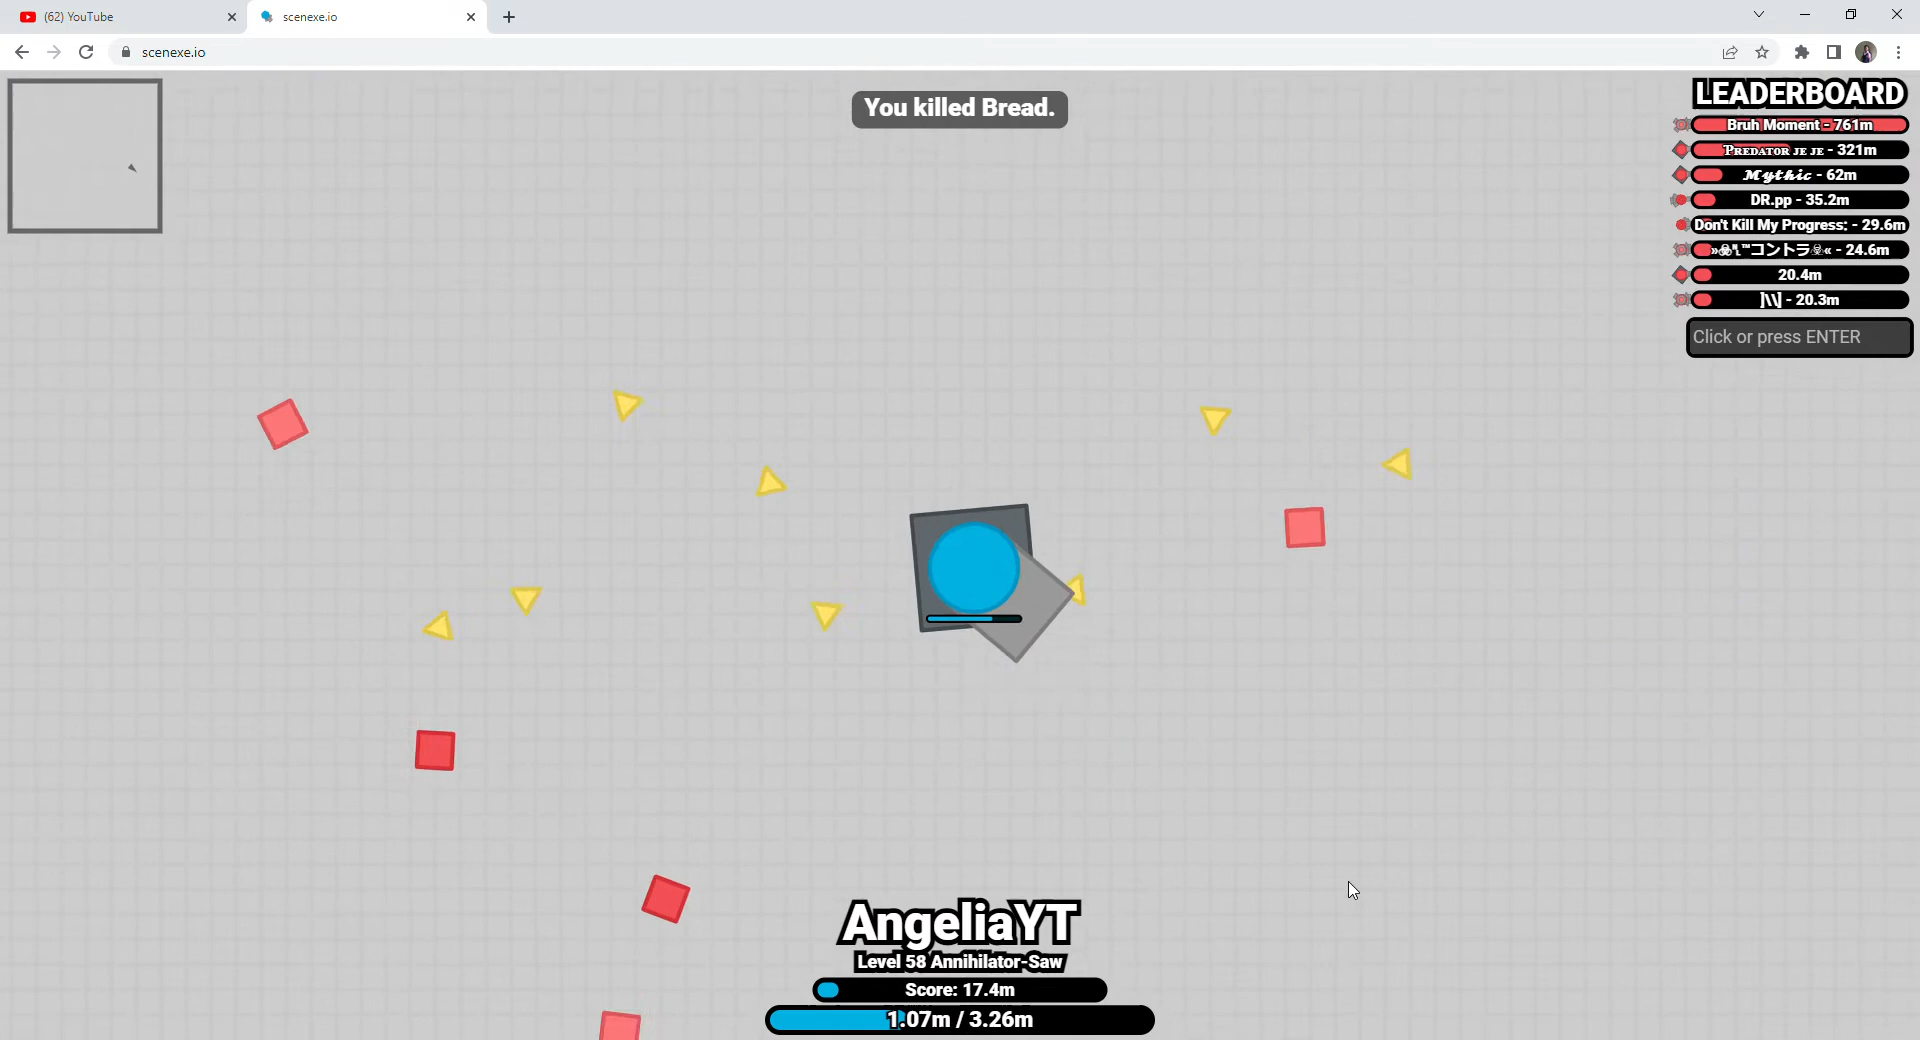 (62) YouTube
scenexe.io
scenexe.io
You killed Bread.
LEADERBOARD
Bruh Moment - 761m
Predator je je - 321m
𝓜𝔂𝓽𝓱𝓲𝓬 - 62m
DR.pp - 35.2m
Don't Kill My Progress: - 29.6m
™コントラ☠« - 24.6m
20.4m
]\\[ - 20.3m
Click or press ENTER
AngeliaYT
Level 58 Annihilator-Saw
Score: 17.4m
1.07m / 3.26m